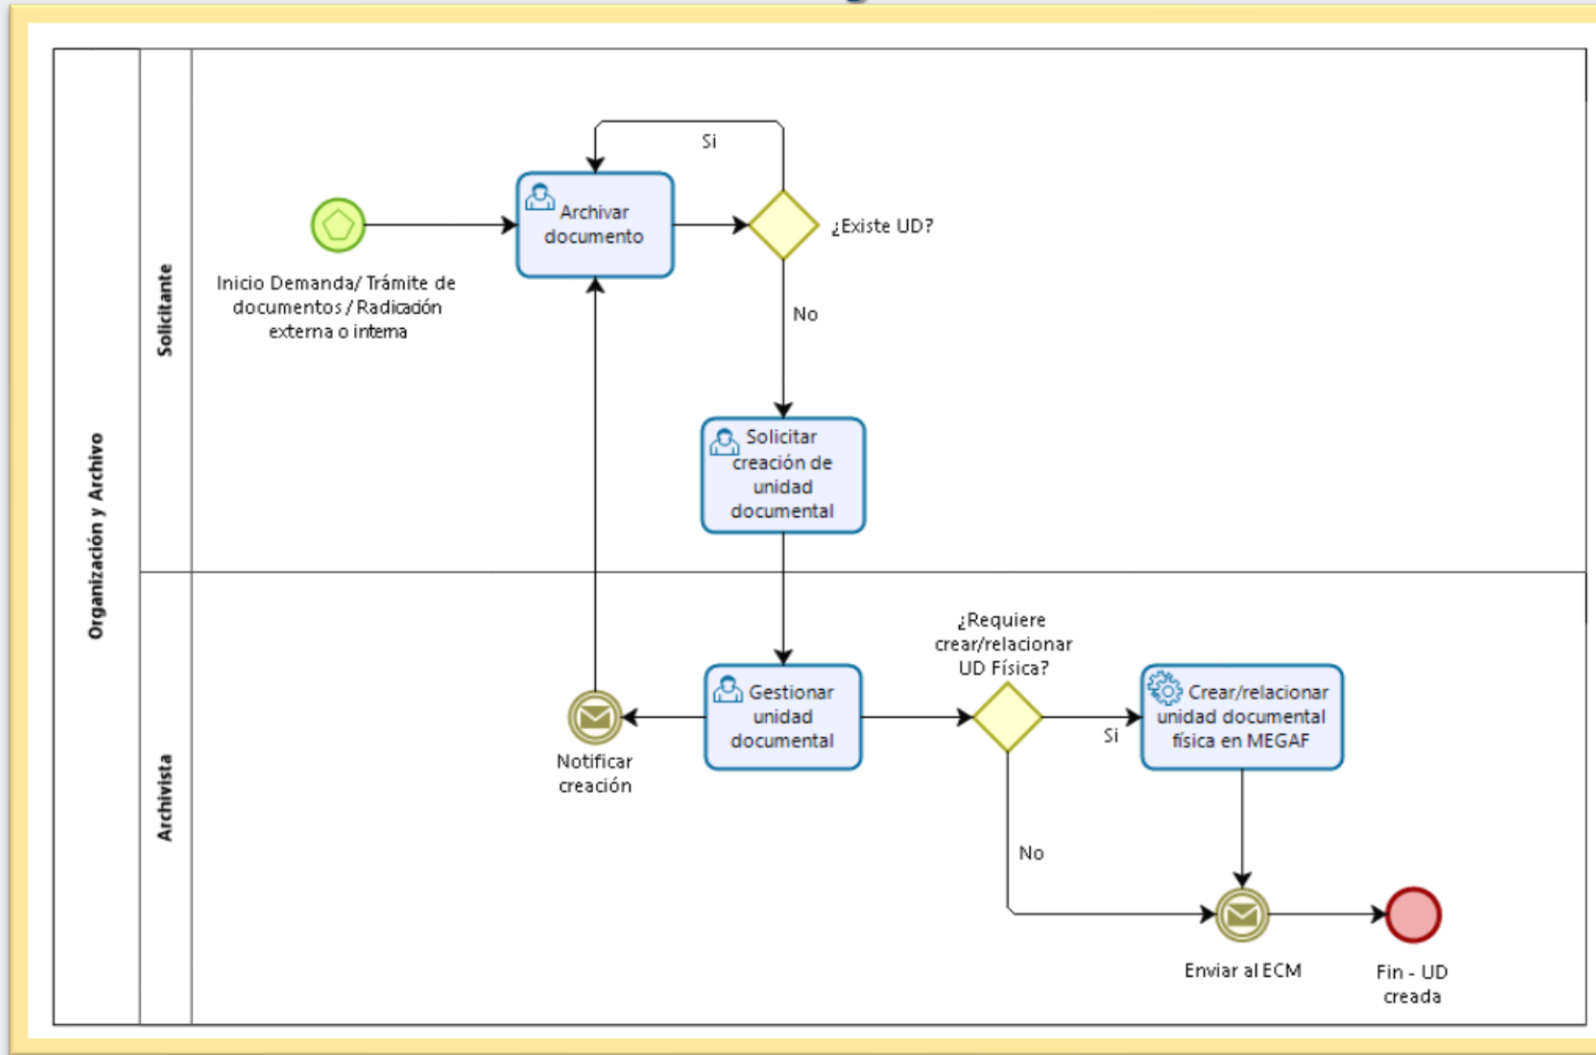 Organización y Archivo
Solicitante
Si
Archivar
documento
¿Existe UD?
Inicio Demanda/ Trámite de
documentos / Radicación
externa o interna
No
Solicitar
creación de
unidad
documental
Archivista
¿Requiere
crear/relacionar
UD Física?
Gestionar
unidad
documental
Crear/relacionar
unidad documental
física en MEGAF
Si
Notificar
creación
No
Enviar al ECM
Fin - UD
creada